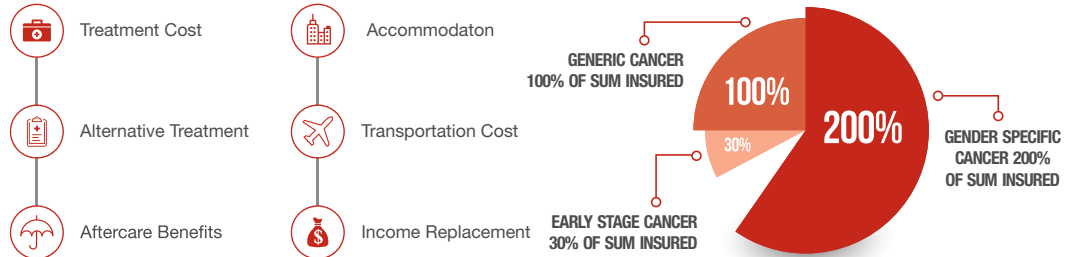 Treatment Cost
Accommodaton
Alternative Treatment
Transportation Cost
Aftercare Benefits
Income Replacement
GENERIC CANCER
100% OF SUM INSURED
100%
200%
30%
GENDER SPECIFIC
CANCER 200%
OF SUM INSURED
EARLY STAGE CANCER
30% OF SUM INSURED